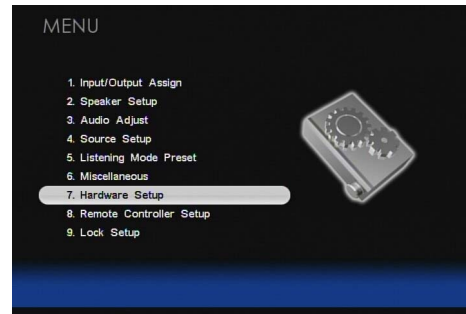 MENU
1. Input/Output Assign
2. Speaker Setup
3. Audio Adjust
4. Source Setup
5. Listening Mode Preset
6. Miscellaneous
7. Hardware Setup
8. Remote Controller Setup
9. Lock Setup